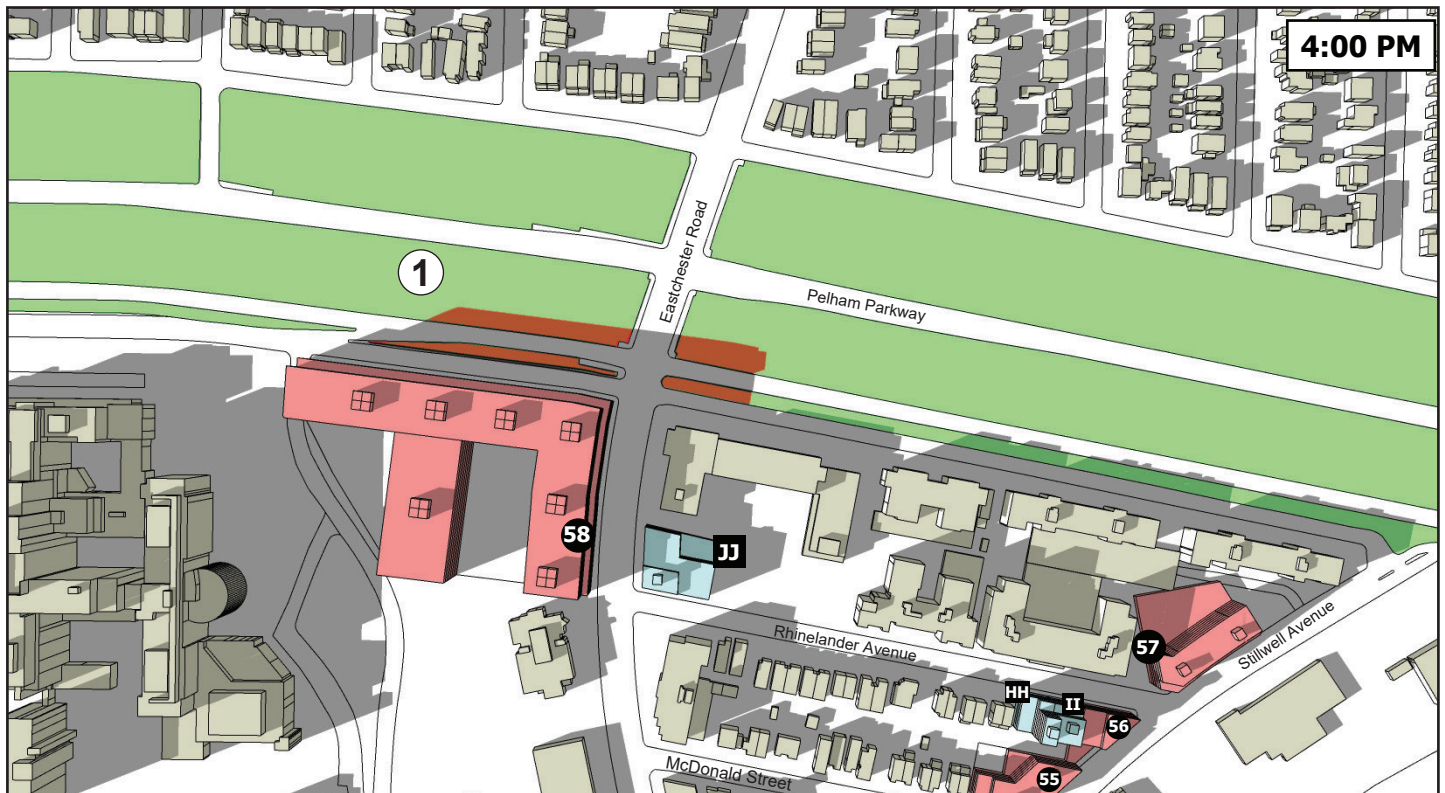 4:00 PM
1
Eastchester Road
Pelham Parkway
58
JJ
Rhinelander Avenue
57
Stillwell Avenue
HH
II
56
McDonald Street
55